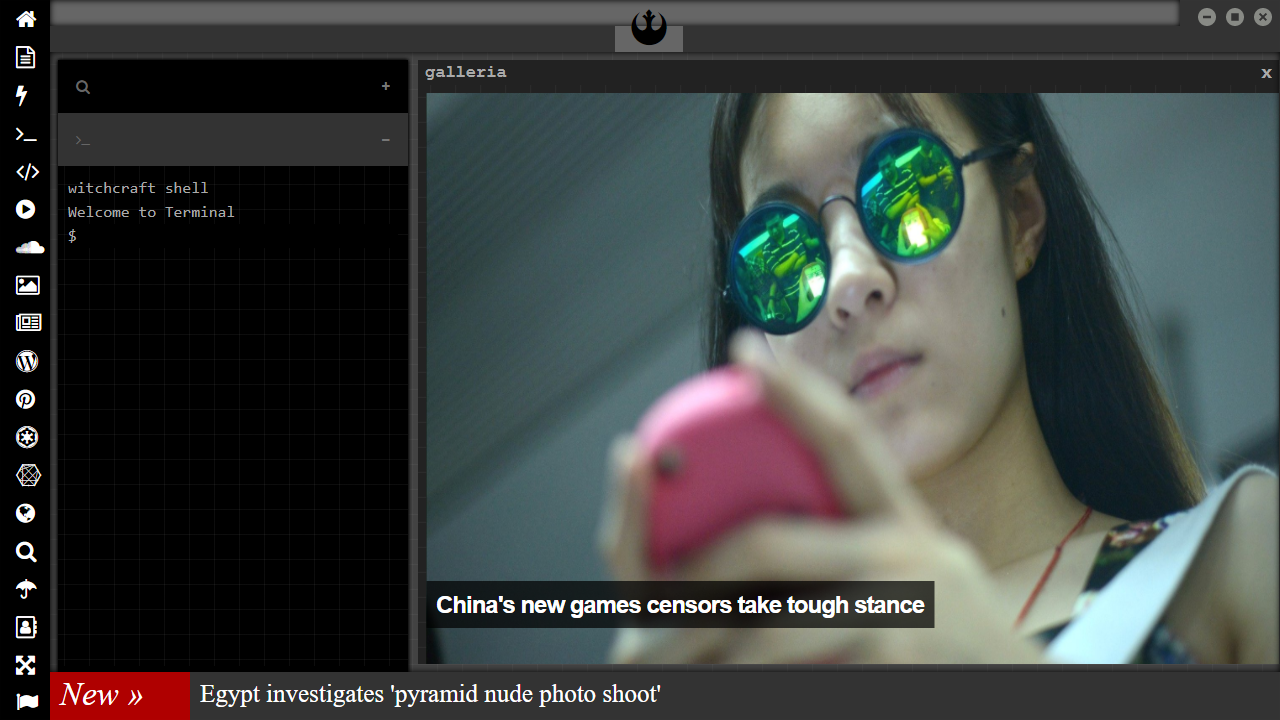 galleria
x
+
>_
−
witchcraft shell
Welcome to Terminal
$
China's new games censors take tough stance
New »
Egypt investigates 'pyramid nude photo shoot'